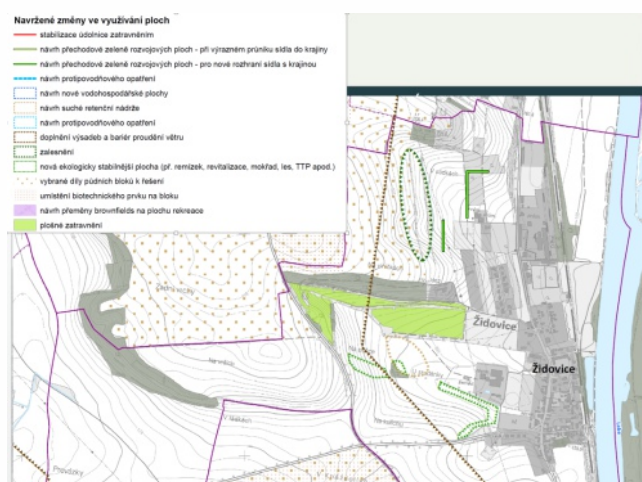 Navržené změny ve využívání ploch
stabilizace údolnice zatravněním
návrh přechodové zeleně rozvojových ploch - při výrazném průniku sídla do krajiny
návrh přechodové zeleně rozvojových ploch - pro nové rozhraní sídla s krajinou
návrh protipovodňového opatření
návrh nové vodohospodářské plochy
návrh suché retenční nádrže
návrh protipovodňového opatření
doplnění výsadeb a bariér proudění větru
zalesnění
nová ekologicky stabilnější plocha (př. remízek, revitalizace, mokřad, les, TTP apod.)
vybrané díly půdních bloků k řešení
umístění biotechnického prvku na bloku
návrh přeměny brownfields na plochu rekreace
plošné zatravnění
Židovice
Židovice
Provázky